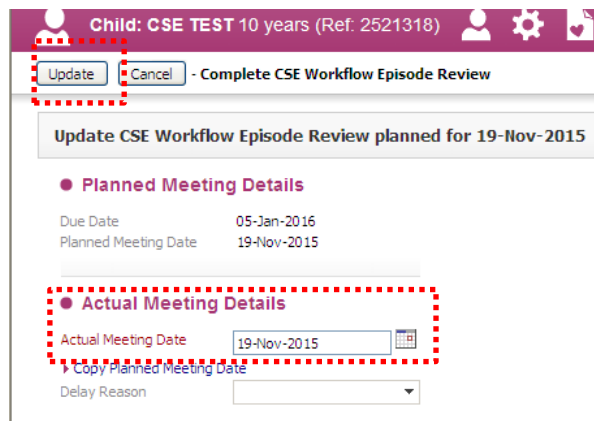 Child: CSE TEST 10 years (Ref: 2521318)
Update Cancel - Complete CSE Workflow Episode Review
Update CSE Workflow Episode Review planned for 19-Nov-2015
Planned Meeting Details
Due Date 05-Jan-2016
Planned Meeting Date 19-Nov-2015
Actual Meeting Details
Actual Meeting Date 19-Nov-2015
Copy Planned Meeting Date
Delay Reason